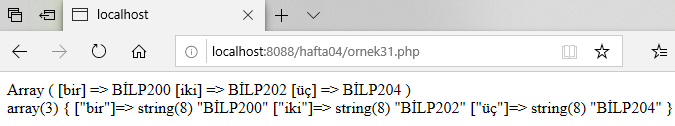 localhost
localhost:8088/hafta04/ornek31.php
Array ( [bir] => BİLP200 [iki] => BİLP202 [üç] => BİLP204 )
array(3) { ["bir"]=> string(8) "BİLP200" ["iki"]=> string(8) "BİLP202" ["üç"]=> string(8) "BİLP204" }